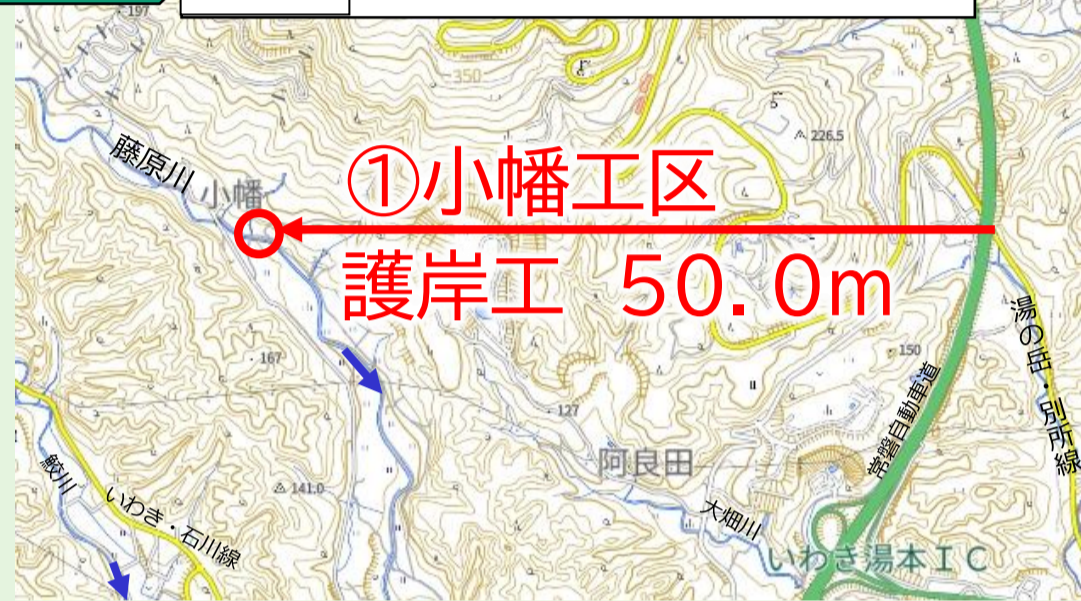 197
350
226.5
藤原川
小幡
①小幡工区
護岸工 50.0m
湯の岳・別所線
167
150
127
常磐自動車道
阿良田
鮫川
141.0
いわき・石川線
大畑川
いわき湯本IC